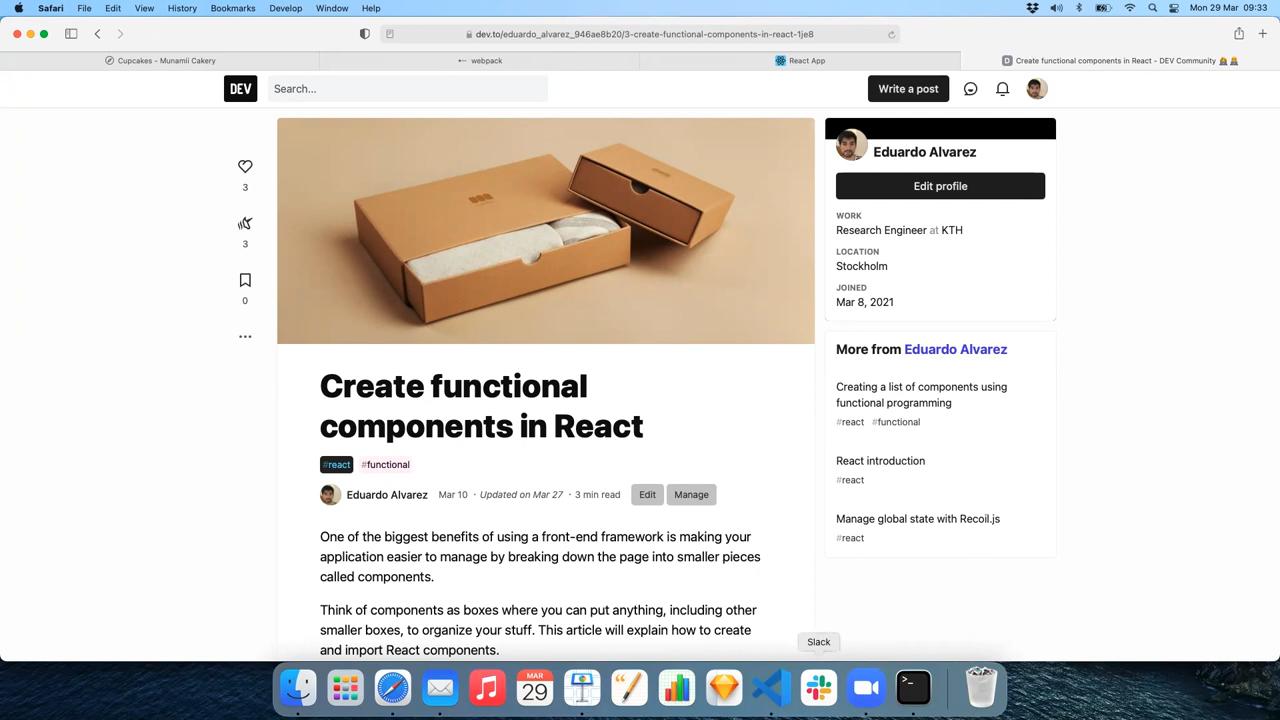 Safari File Edit View History Bookmarks Develop Window Help
Mon 29 Mar 09:33
dev.to/eduardo_alvarez_946ae8b20/3-create-functional-components-in-react-1je8
Cupcakes - Munamii Cakery
webpack
React App
Create functional components in React - DEV Community
DEV
Search...
Write a post
3
3
0
Create functional
components in React
#react #functional
Eduardo Alvarez Mar 10 · Updated on Mar 27 · 3 min read Edit Manage
One of the biggest benefits of using a front-end framework is making your
application easier to manage by breaking down the page into smaller pieces
called components.
Think of components as boxes where you can put anything, including other
smaller boxes, to organize your stuff. This article will explain how to create
and import React components.
Eduardo Alvarez
Edit profile
WORK
Research Engineer at KTH
LOCATION
Stockholm
JOINED
Mar 8, 2021
More from Eduardo Alvarez
Creating a list of components using
functional programming
#react #functional
React introduction
#react
Manage global state with Recoil.js
#react
Slack
MAR
29